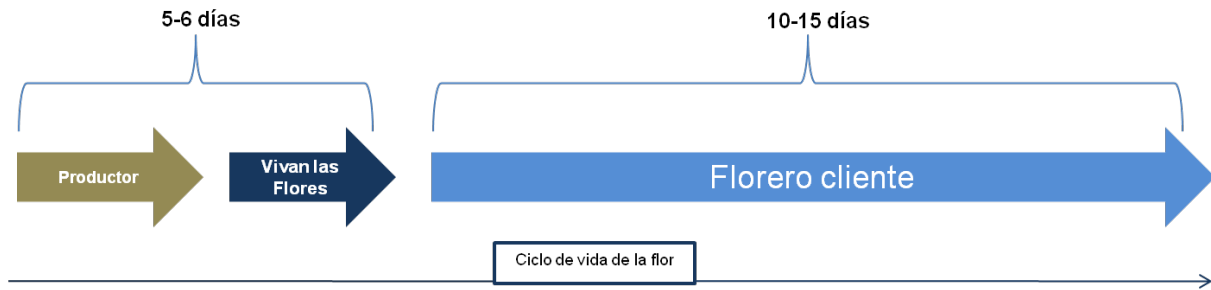 5-6 días
10-15 días
Productor
Vivan las
Flores
Florero cliente
Ciclo de vida de la flor